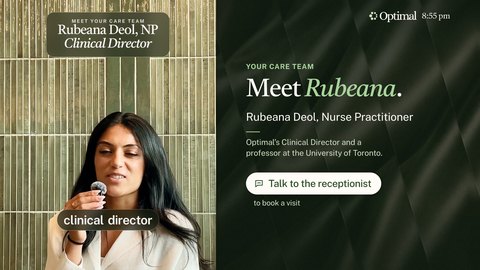 MEET YOUR CARE TEAM
Rubeana Deol, NP
Clinical Director
clinical director
Optimal 8:55 pm
YOUR CARE TEAM
Meet Rubeana.
Rubeana Deol, Nurse Practitioner
Optimal's Clinical Director and a
professor at the University of Toronto.
Talk to the receptionist
to book a visit